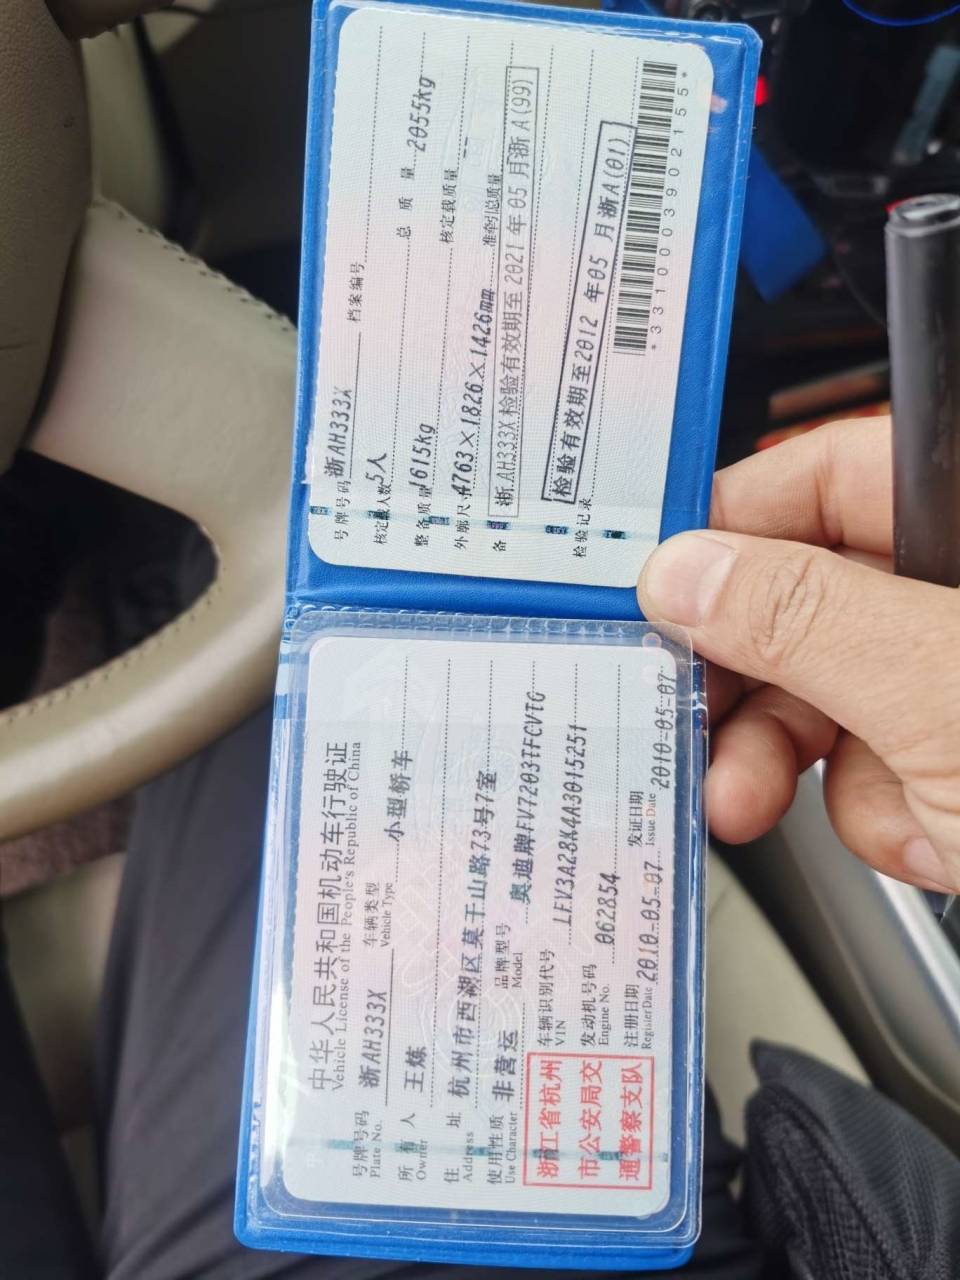 中华人民共和国机动车行驶证
Vehicle License of the People's Republic of China
号牌号码 浙AH333X 车辆类型 小型轿车
Plate No. Vehicle Type
所有人 王炼
Owner
住址 杭州市西湖区莫干山路73号7室
Address
使用性质 非营运 品牌型号 奥迪牌FV7203TFCVTG
Use Character Model
浙江省杭州
市公安局交
通警察支队
车辆识别代号 LFV3A28K4A3015251
VIN
发动机号码 062854
Engine No.
注册日期 2010-05-07 发证日期 2010-05-07
Register Date Issue Date
号牌号码 浙AH333X 档案编号
核定载人数 5人 总质量 2055kg
整备质量 1615kg 核定载质量 --
外廓尺寸 4763×1826×1426mm 准牵引总质量
备 浙AH333X 检验有效期至2021年05月浙A(99)
检验有效期至2012年05月浙A(01)
检验记录
*3310003902155*